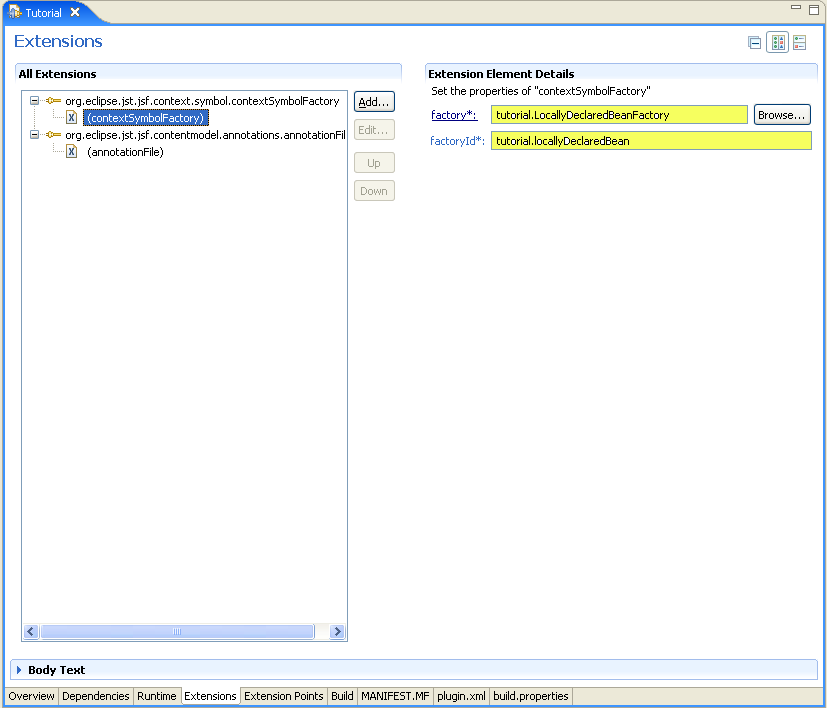 Tutorial
Extensions
All Extensions
org.eclipse.jst.jsf.context.symbol.contextSymbolFactory
(contextSymbolFactory)
org.eclipse.jst.jsf.contentmodel.annotations.annotationFil
(annotationFile)
Add...
Edit...
Up
Down
Extension Element Details
Set the properties of "contextSymbolFactory"
factory*: tutorial.LocallyDeclaredBeanFactory Browse...
factoryId*: tutorial.locallyDeclaredBean
Body Text
Overview Dependencies Runtime Extensions Extension Points Build MANIFEST.MF plugin.xml build.properties